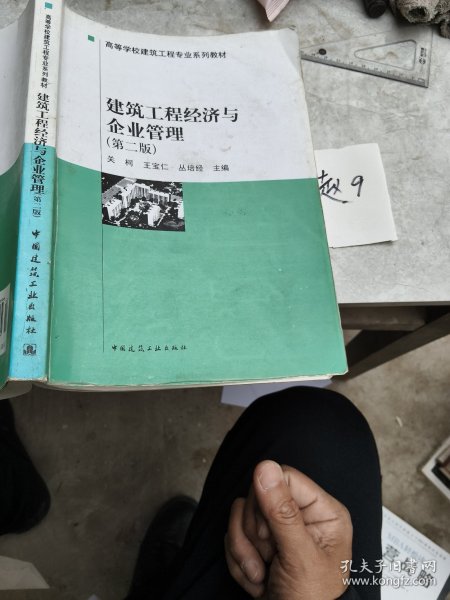 高等学校建筑工程专业系列教材
建筑工程经济与
企业管理
(第二版)
关柯 王宝仁 丛培经 主编
中国建筑工业出版社
高等学校建筑工程专业系列教材
建筑工程经济与企业管理 第二版
中国建筑工业出版社
赵9
孔夫子旧书网
www.kongfz.com